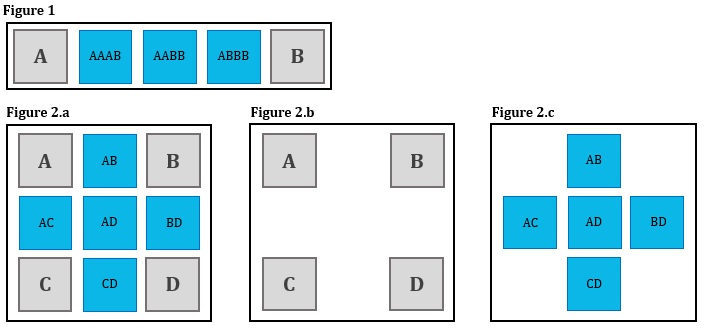 Figure 1
A AAAB AABB ABBB B
Figure 2.a Figure 2.b Figure 2.c
A AB B A B AB
AC AD BD AC AD BD
C CD D C D CD